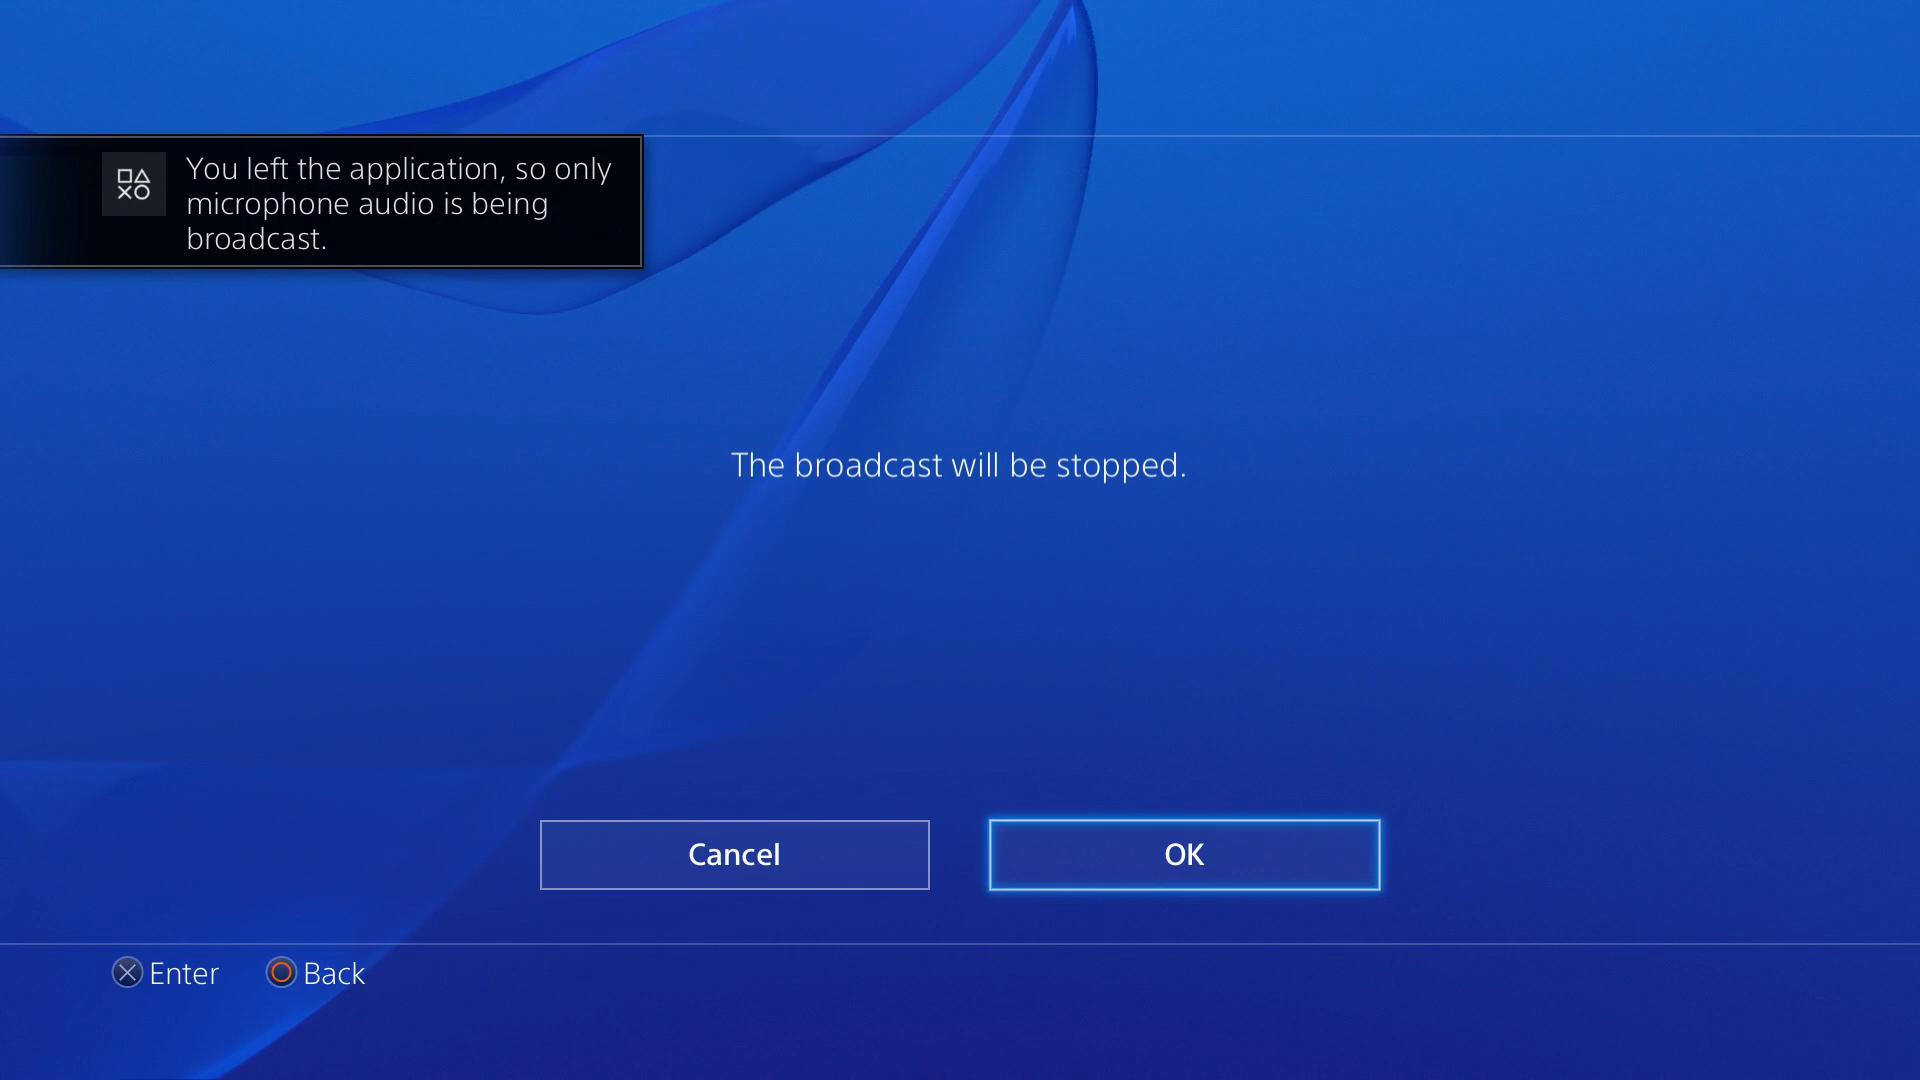 You left the application, so only
microphone audio is being
broadcast.
The broadcast will be stopped.
Cancel
OK
Enter
Back